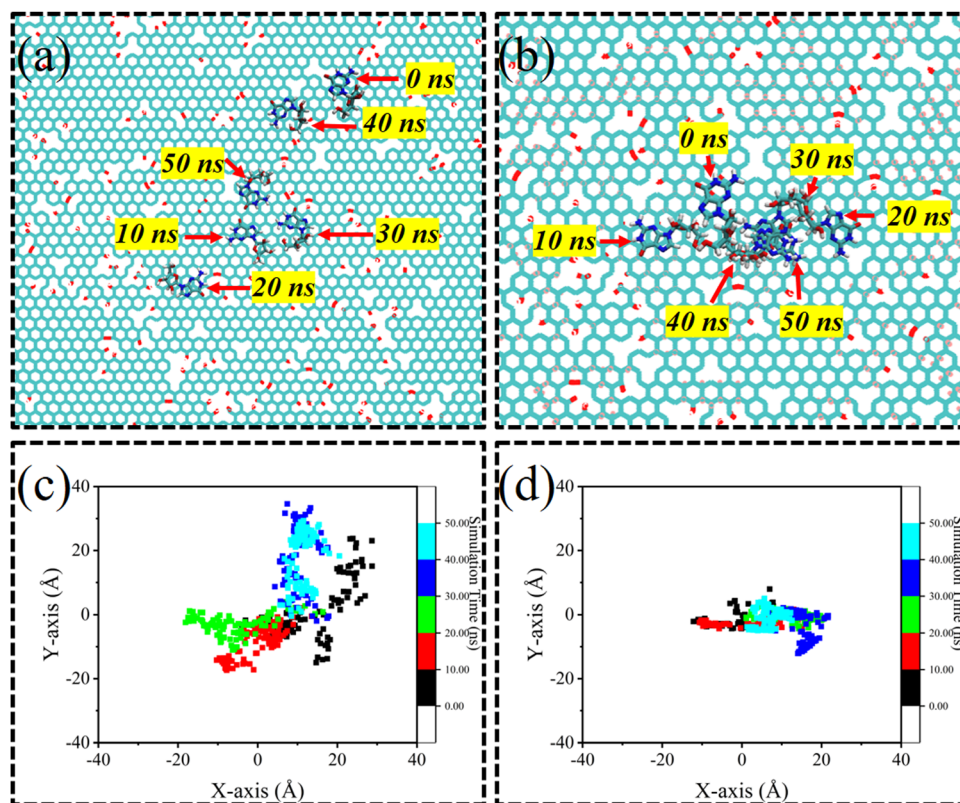 (a)
0 ns
40 ns
50 ns
10 ns
30 ns
20 ns
(b)
0 ns
30 ns
10 ns
20 ns
40 ns
50 ns
(c)
Y-axis (Å)
40
20
0
-20
-40
-40
-20
0
20
40
X-axis (Å)
50.00
40.00
30.00
20.00
10.00
0.00
Simulation Time (ns)
(d)
Y-axis (Å)
40
20
0
-20
-40
-40
-20
0
20
40
X-axis (Å)
50.00
40.00
30.00
20.00
10.00
0.00
Simulation Time (ns)